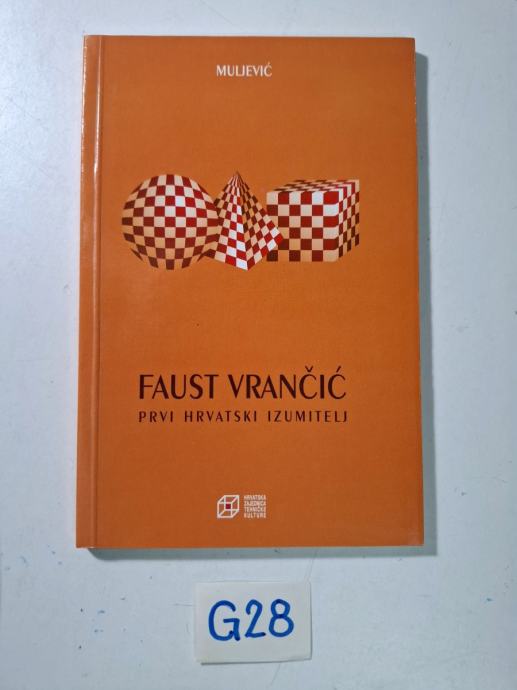 MULJEVIĆ
FAUST VRANČIĆ
PRVI HRVATSKI IZUMITELJ
HRVATSKA
ZAJEDNICA
TEHNIČKE
KULTURE
G28